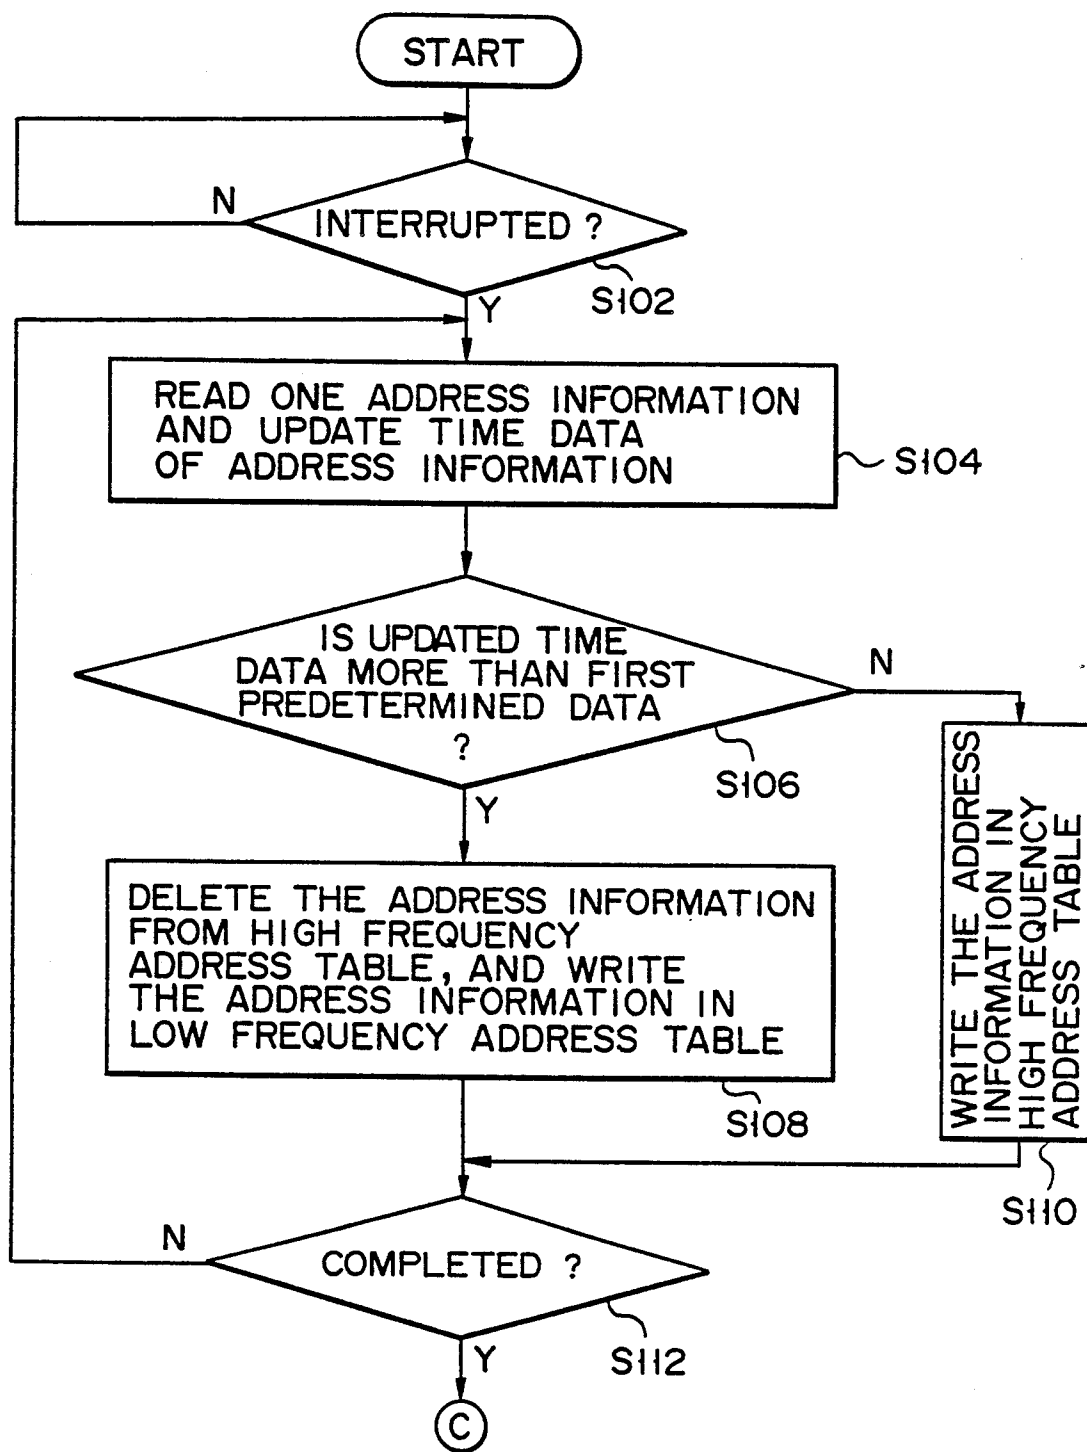 START
N
INTERRUPTED ?
S102
Y
READ ONE ADDRESS INFORMATION
AND UPDATE TIME DATA
OF ADDRESS INFORMATION
S104
IS UPDATED TIME
DATA MORE THAN FIRST
PREDETERMINED DATA
?
N
S106
Y
DELETE THE ADDRESS INFORMATION
FROM HIGH FREQUENCY
ADDRESS TABLE, AND WRITE
THE ADDRESS INFORMATION IN
LOW FREQUENCY ADDRESS TABLE
S108
WRITE THE ADDRESS
INFORMATION IN
HIGH FREQUENCY
ADDRESS TABLE
S110
N
COMPLETED ?
S112
Y
C